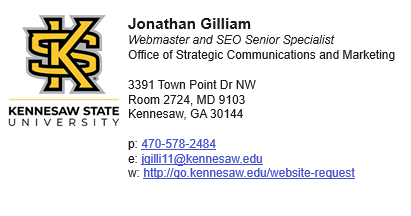 KS
KENNESAW STATE
UNIVERSITY
Jonathan Gilliam
Webmaster and SEO Senior Specialist
Office of Strategic Communications and Marketing
3391 Town Point Dr NW
Room 2724, MD 9103
Kennesaw, GA 30144
p: 470-578-2484
e: jgilli11@kennesaw.edu
w: http://go.kennesaw.edu/website-request